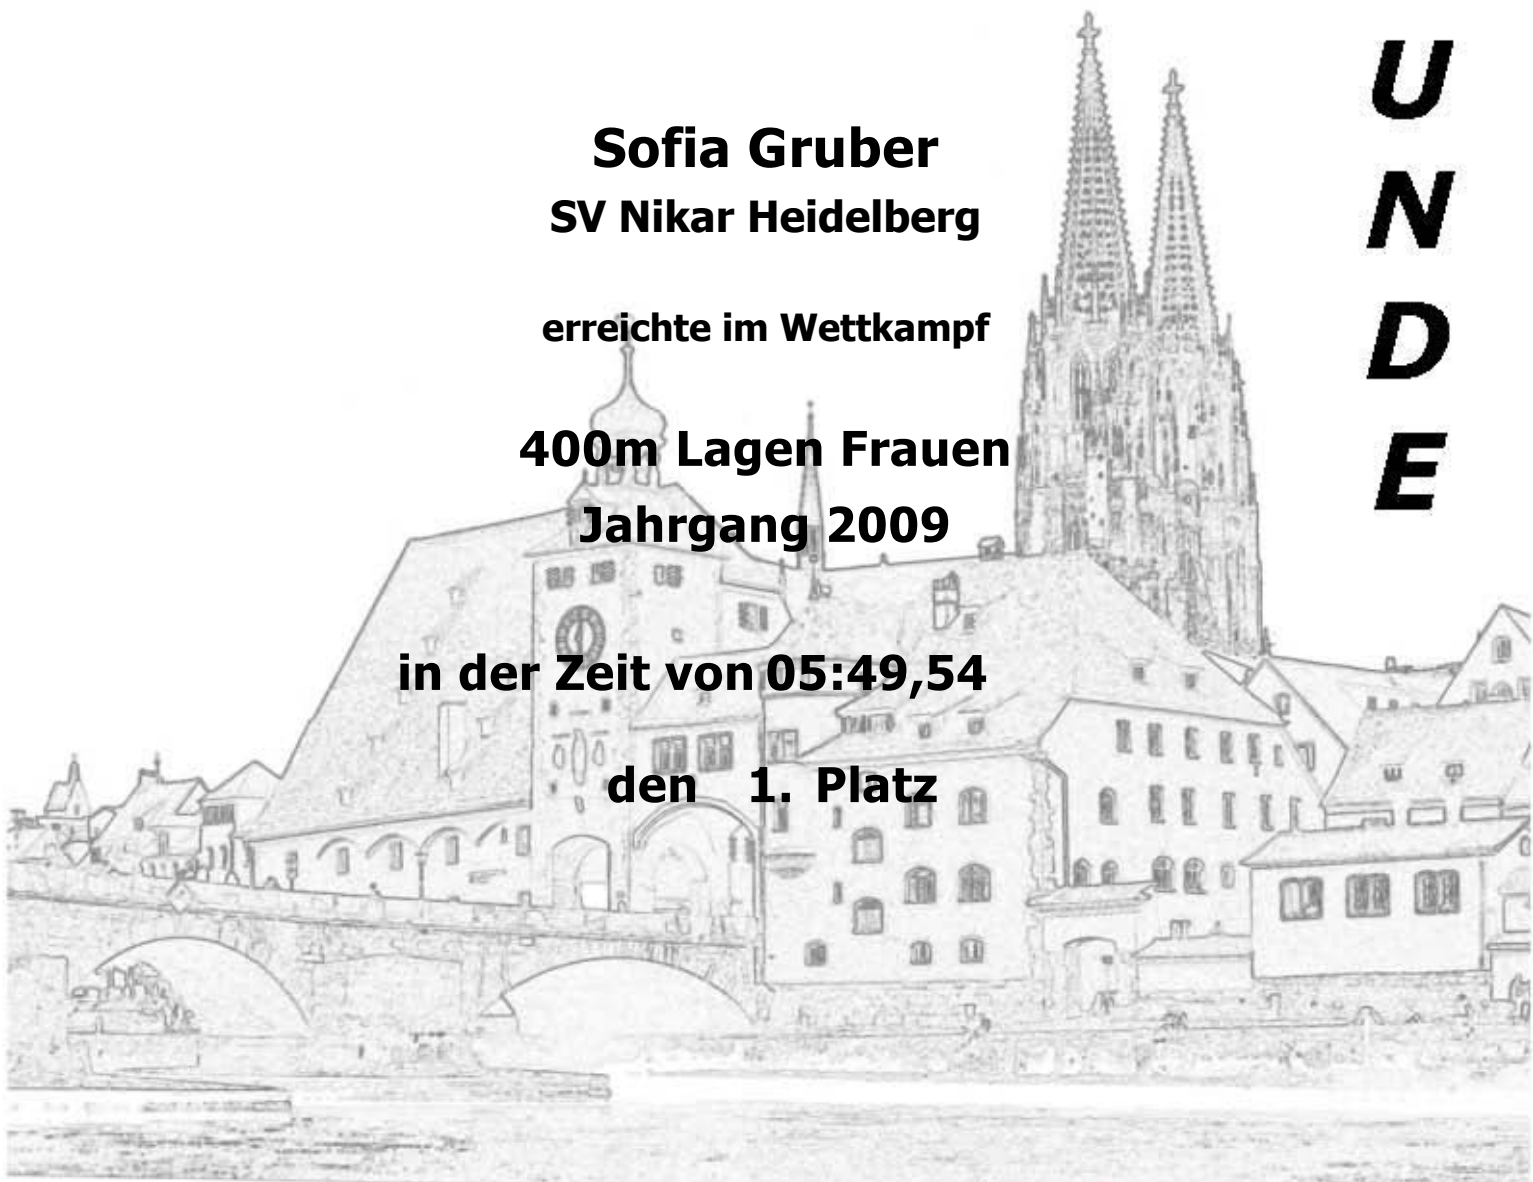 Sofia Gruber
SV Nikar Heidelberg
erreichte im Wettkampf
400m Lagen Frauen
Jahrgang 2009
in der Zeit von 05:49,54
den 1. Platz
U
N
D
E